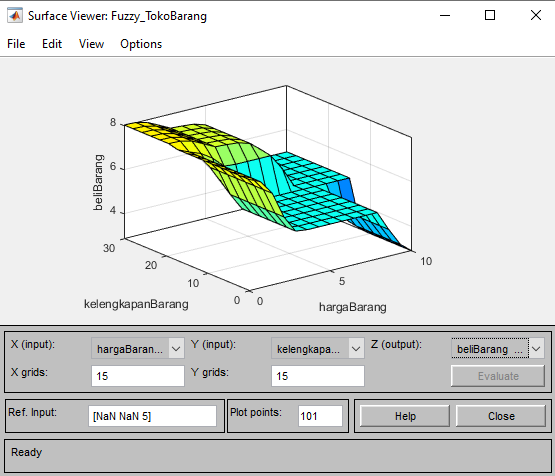 Surface Viewer: Fuzzy_TokoBarang
File Edit View Options
8
6
4
beliBarang
30
20
10
0
kelengkapanBarang
0
5
10
hargaBarang
X (input): hargaBaran... Y (input): kelengkapa... Z (output): beliBarang ...
X grids: 15 Y grids: 15 Evaluate
Ref. Input: [NaN NaN 5] Plot points: 101 Help Close
Ready